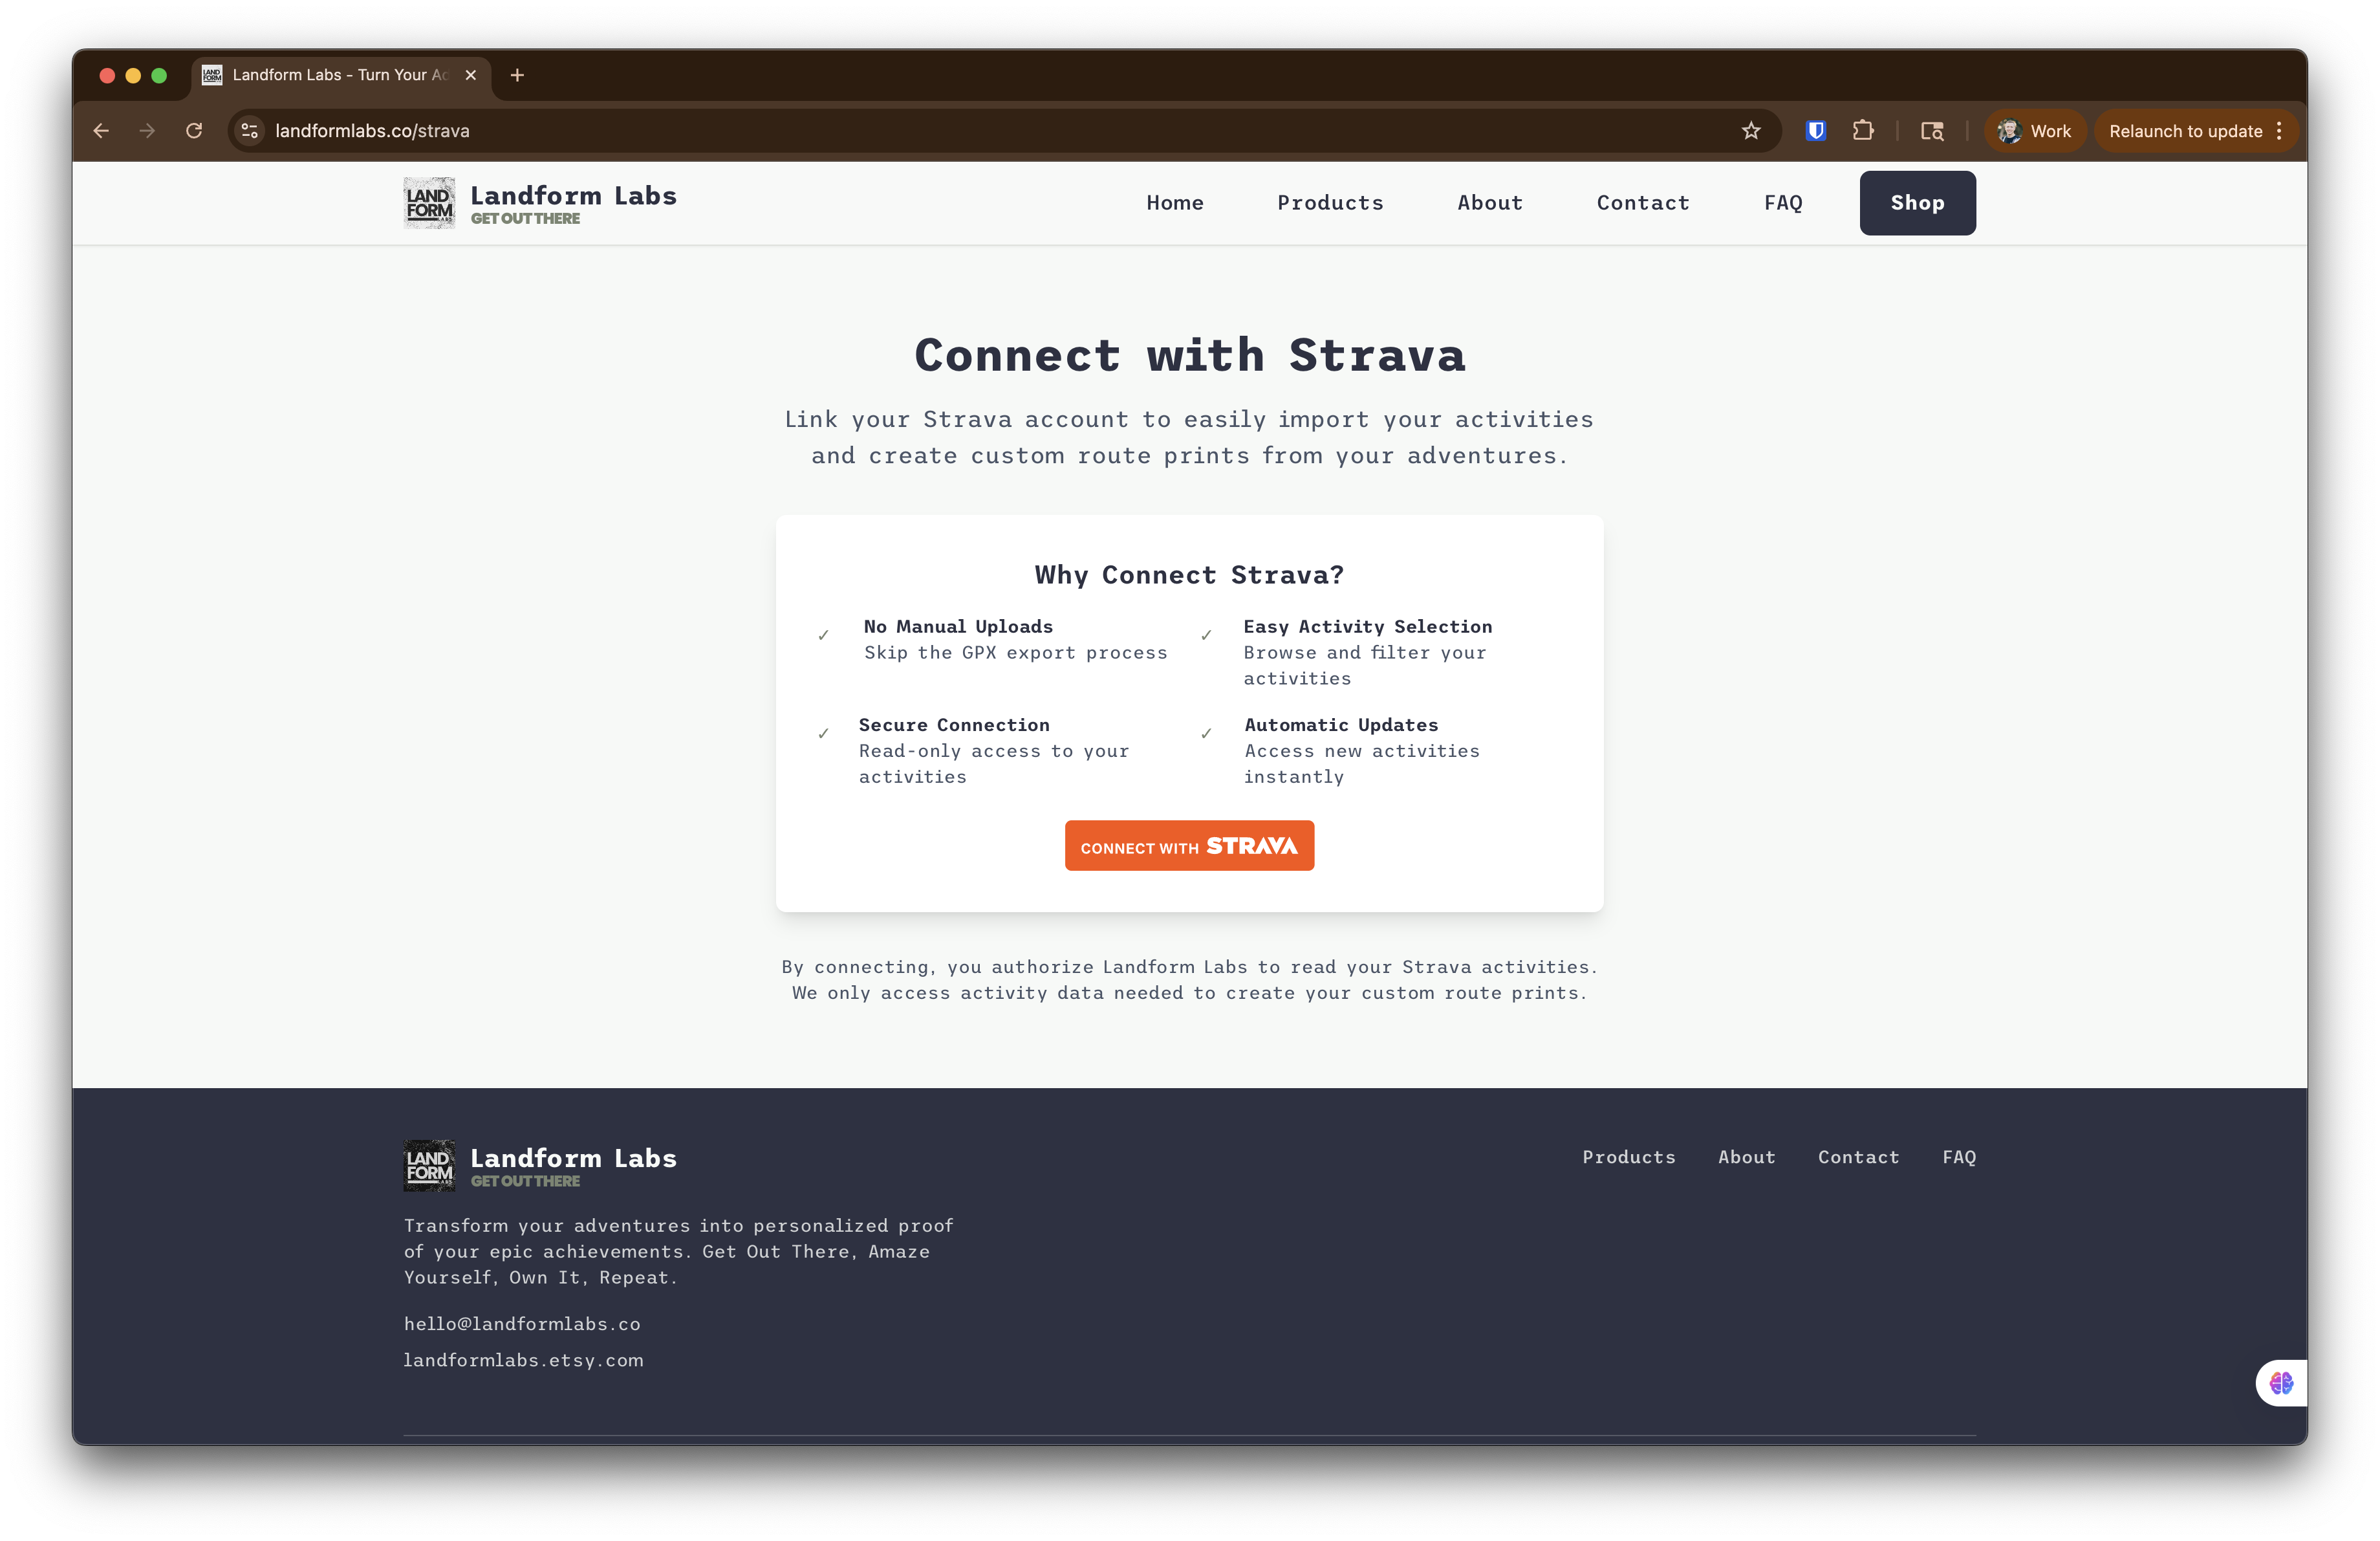 Landform Labs - Turn Your Ad
landformlabs.co/strava
Work
Relaunch to update
LAND
FORM
LABS
Landform Labs
GET OUT THERE
Home
Products
About
Contact
FAQ
Shop
Connect with Strava
Link your Strava account to easily import your activities
and create custom route prints from your adventures.
Why Connect Strava?
✓ No Manual Uploads
Skip the GPX export process
✓ Easy Activity Selection
Browse and filter your
activities
✓ Secure Connection
Read-only access to your
activities
✓ Automatic Updates
Access new activities
instantly
CONNECT WITH STRAVA
By connecting, you authorize Landform Labs to read your Strava activities.
We only access activity data needed to create your custom route prints.
LAND
FORM
LABS
Landform Labs
GET OUT THERE
Products
About
Contact
FAQ
Transform your adventures into personalized proof
of your epic achievements. Get Out There, Amaze
Yourself, Own It, Repeat.
hello@landformlabs.co
landformlabs.etsy.com